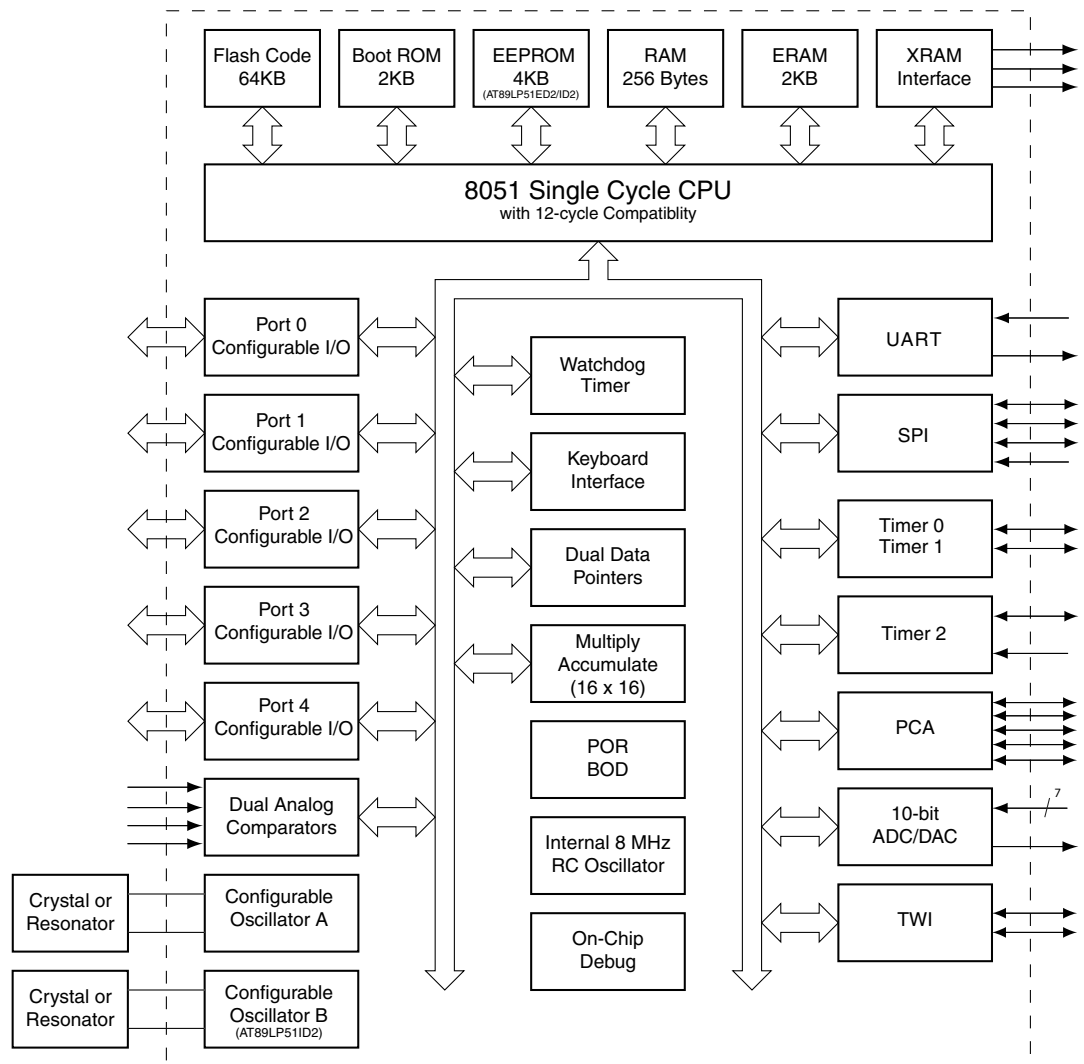 Flash Code
64KB
Boot ROM
2KB
EEPROM
4KB
(AT89LP51ED2/ID2)
RAM
256 Bytes
ERAM
2KB
XRAM
Interface
8051 Single Cycle CPU
with 12-cycle Compatiblity
Port 0
Configurable I/O
Port 1
Configurable I/O
Port 2
Configurable I/O
Port 3
Configurable I/O
Port 4
Configurable I/O
Dual Analog
Comparators
Crystal or
Resonator
Configurable
Oscillator A
Crystal or
Resonator
Configurable
Oscillator B
(AT89LP51ID2)
Watchdog
Timer
Keyboard
Interface
Dual Data
Pointers
Multiply
Accumulate
(16 x 16)
POR
BOD
Internal 8 MHz
RC Oscillator
On-Chip
Debug
UART
SPI
Timer 0
Timer 1
Timer 2
PCA
10-bit
ADC/DAC
7
TWI